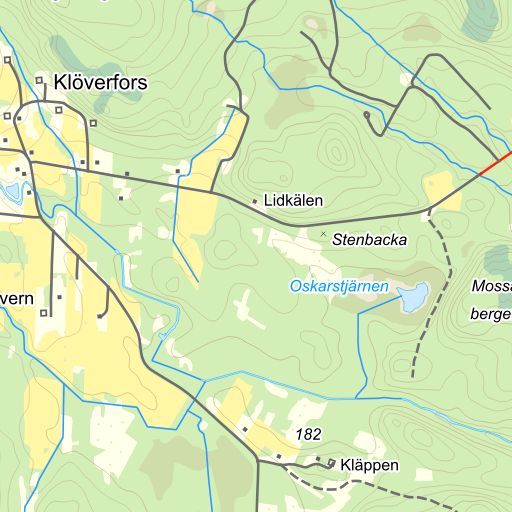 Klöverfors
Lidkälen
Stenbacka
Oskarstjärnen
Mossa
berge
vern
182
Kläppen